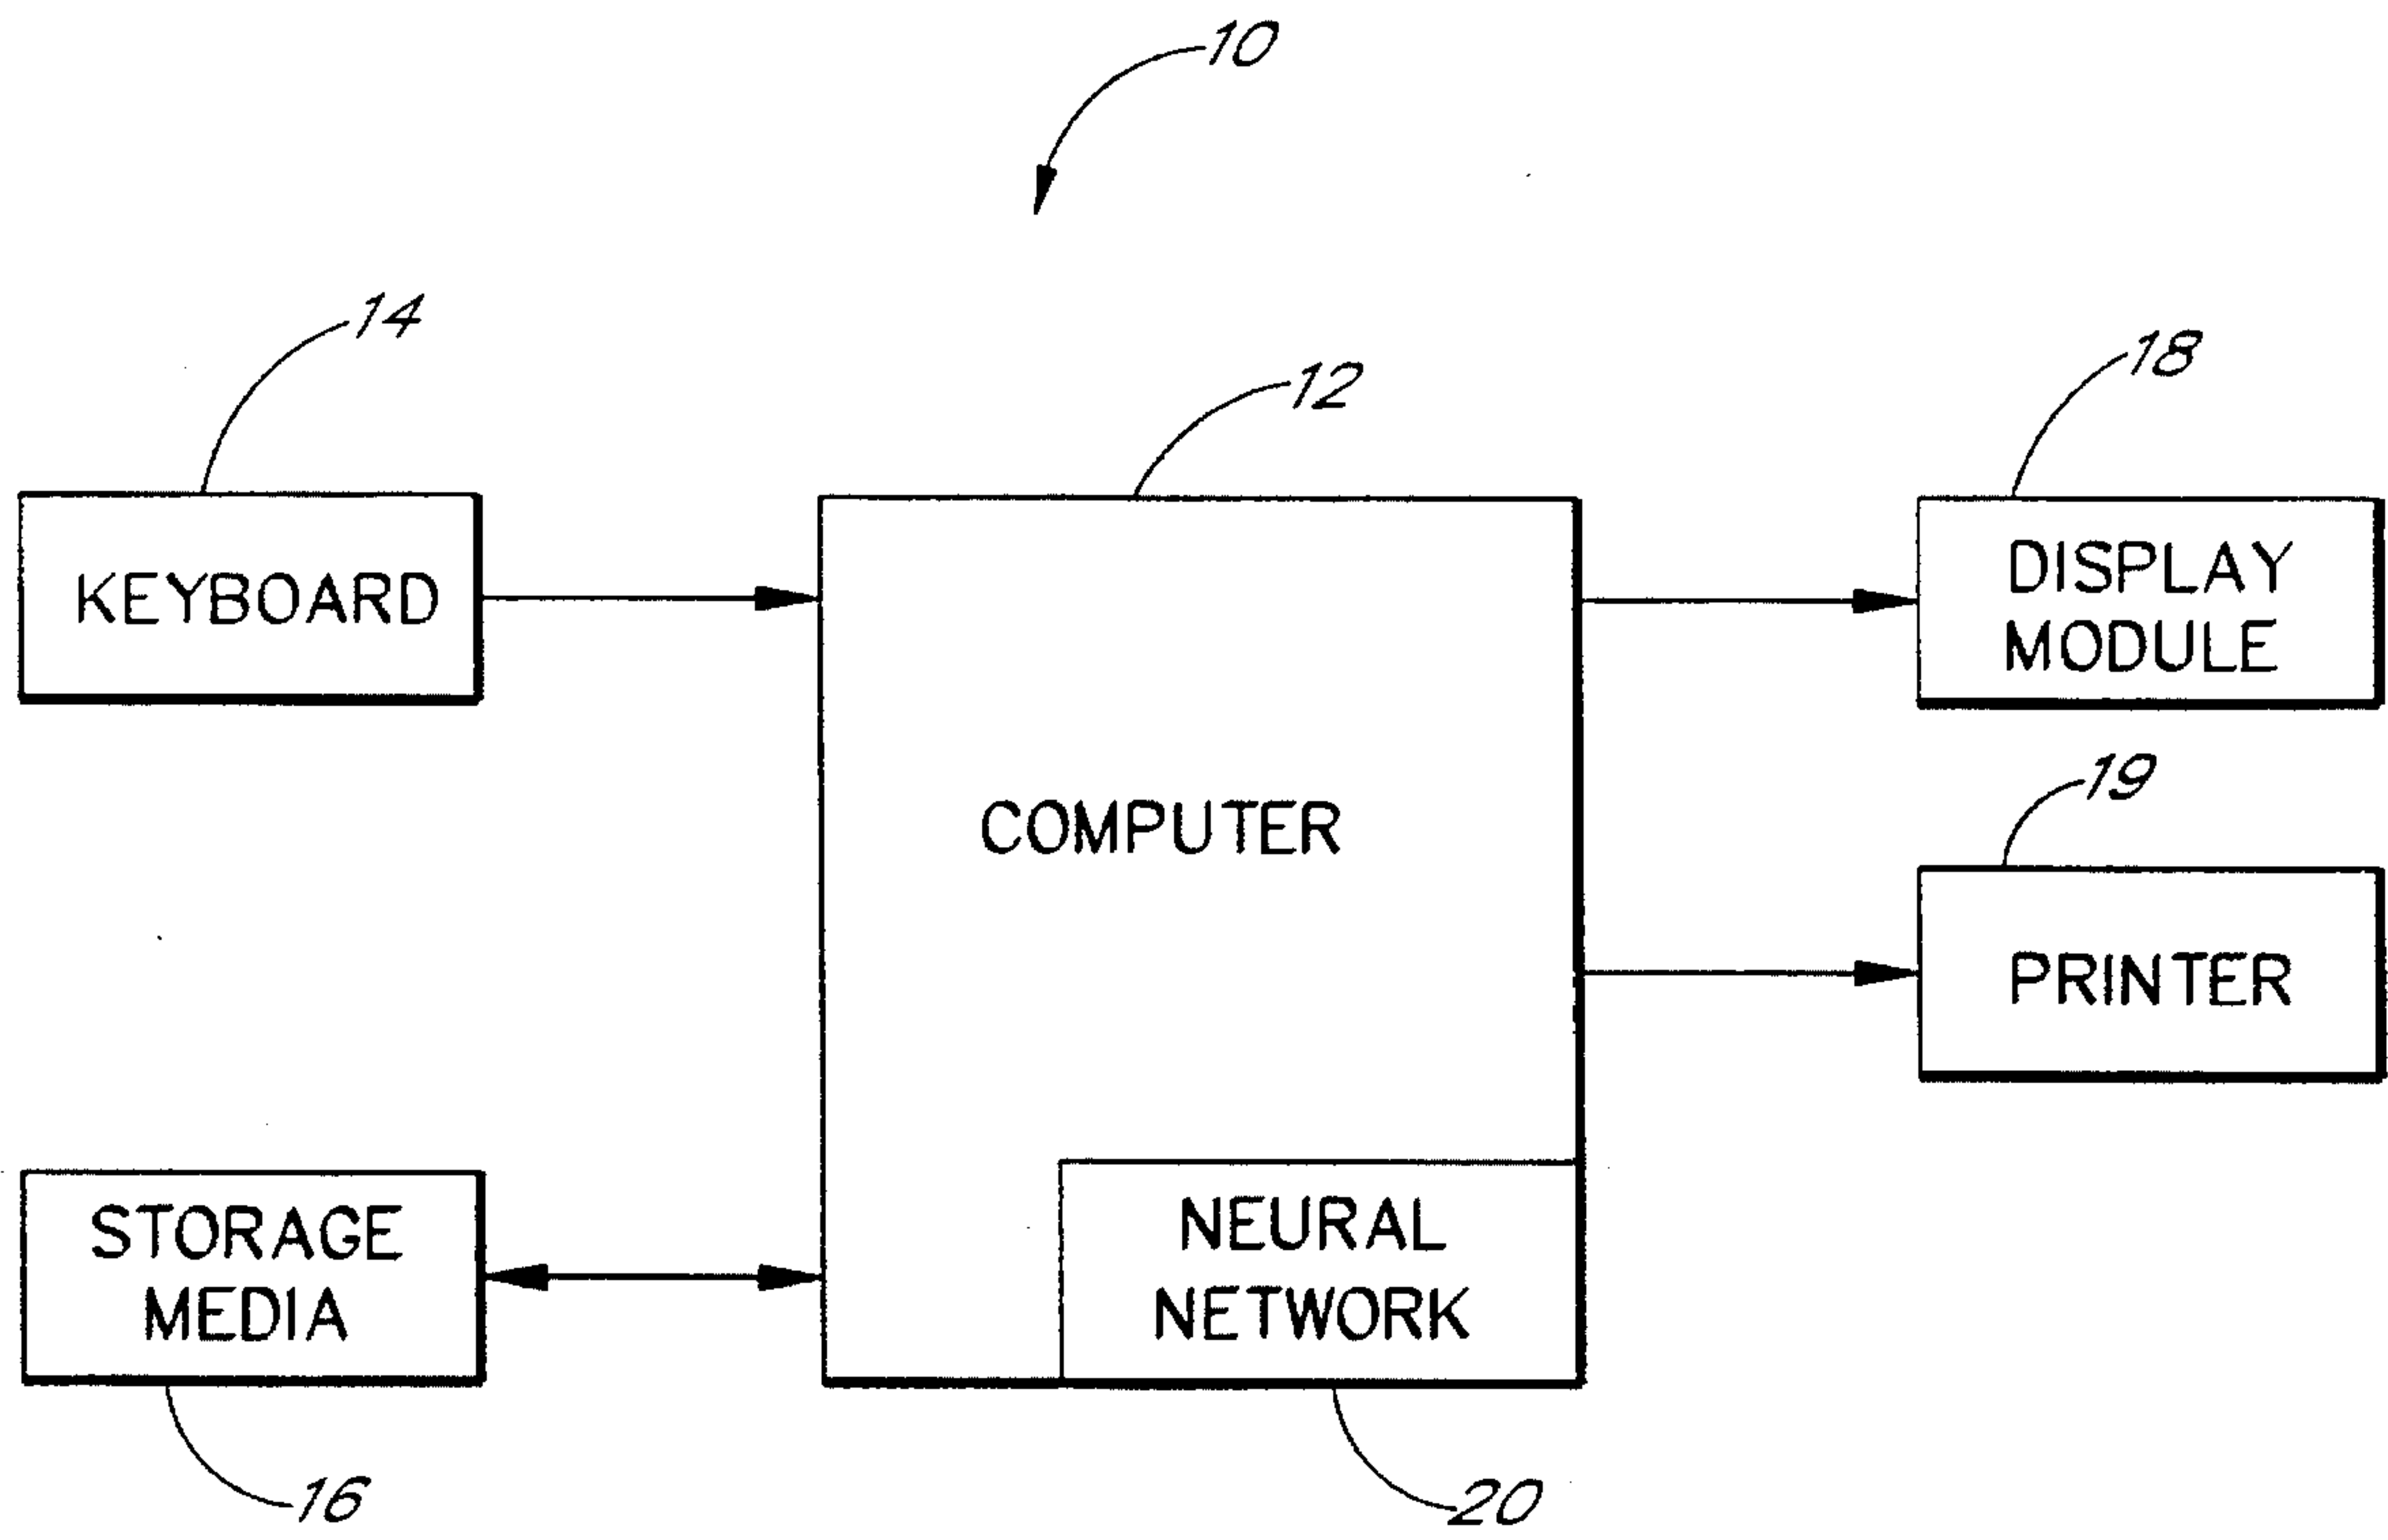 10
14
12
18
KEYBOARD
DISPLAY
MODULE
19
COMPUTER
PRINTER
STORAGE
MEDIA
NEURAL
NETWORK
16
20